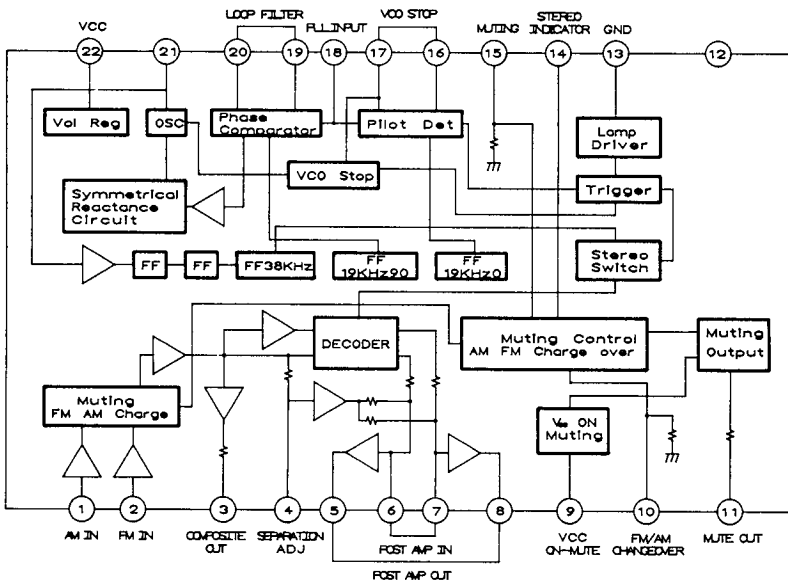 LOOP FILTER
VCO STOP
STEREO INDICATOR
VCC
PLL INPUT
MUTING
GND
22
21
20
19
18
17
16
15
14
13
12
Vol Reg
OSC
Phase Comparator
Pilot Det
Lamp Driver
Symmetrical Reactance Circuit
VCO Stop
Trigger
FF
FF
FF38KHz
FF 19KHz90
FF 19KHz0
Stereo Switch
DECODER
Muting Control AM FM Charge over
Muting Output
Muting FM AM Charge
ON Muting
1
2
3
4
5
6
7
8
9
10
11
AM IN
FM IN
COMPOSITE OUT
SEPARATION ADJ
POST AMP IN
VCC ON-MUTE
FM/AM CHANGEOVER
MUTE OUT
POST AMP OUT